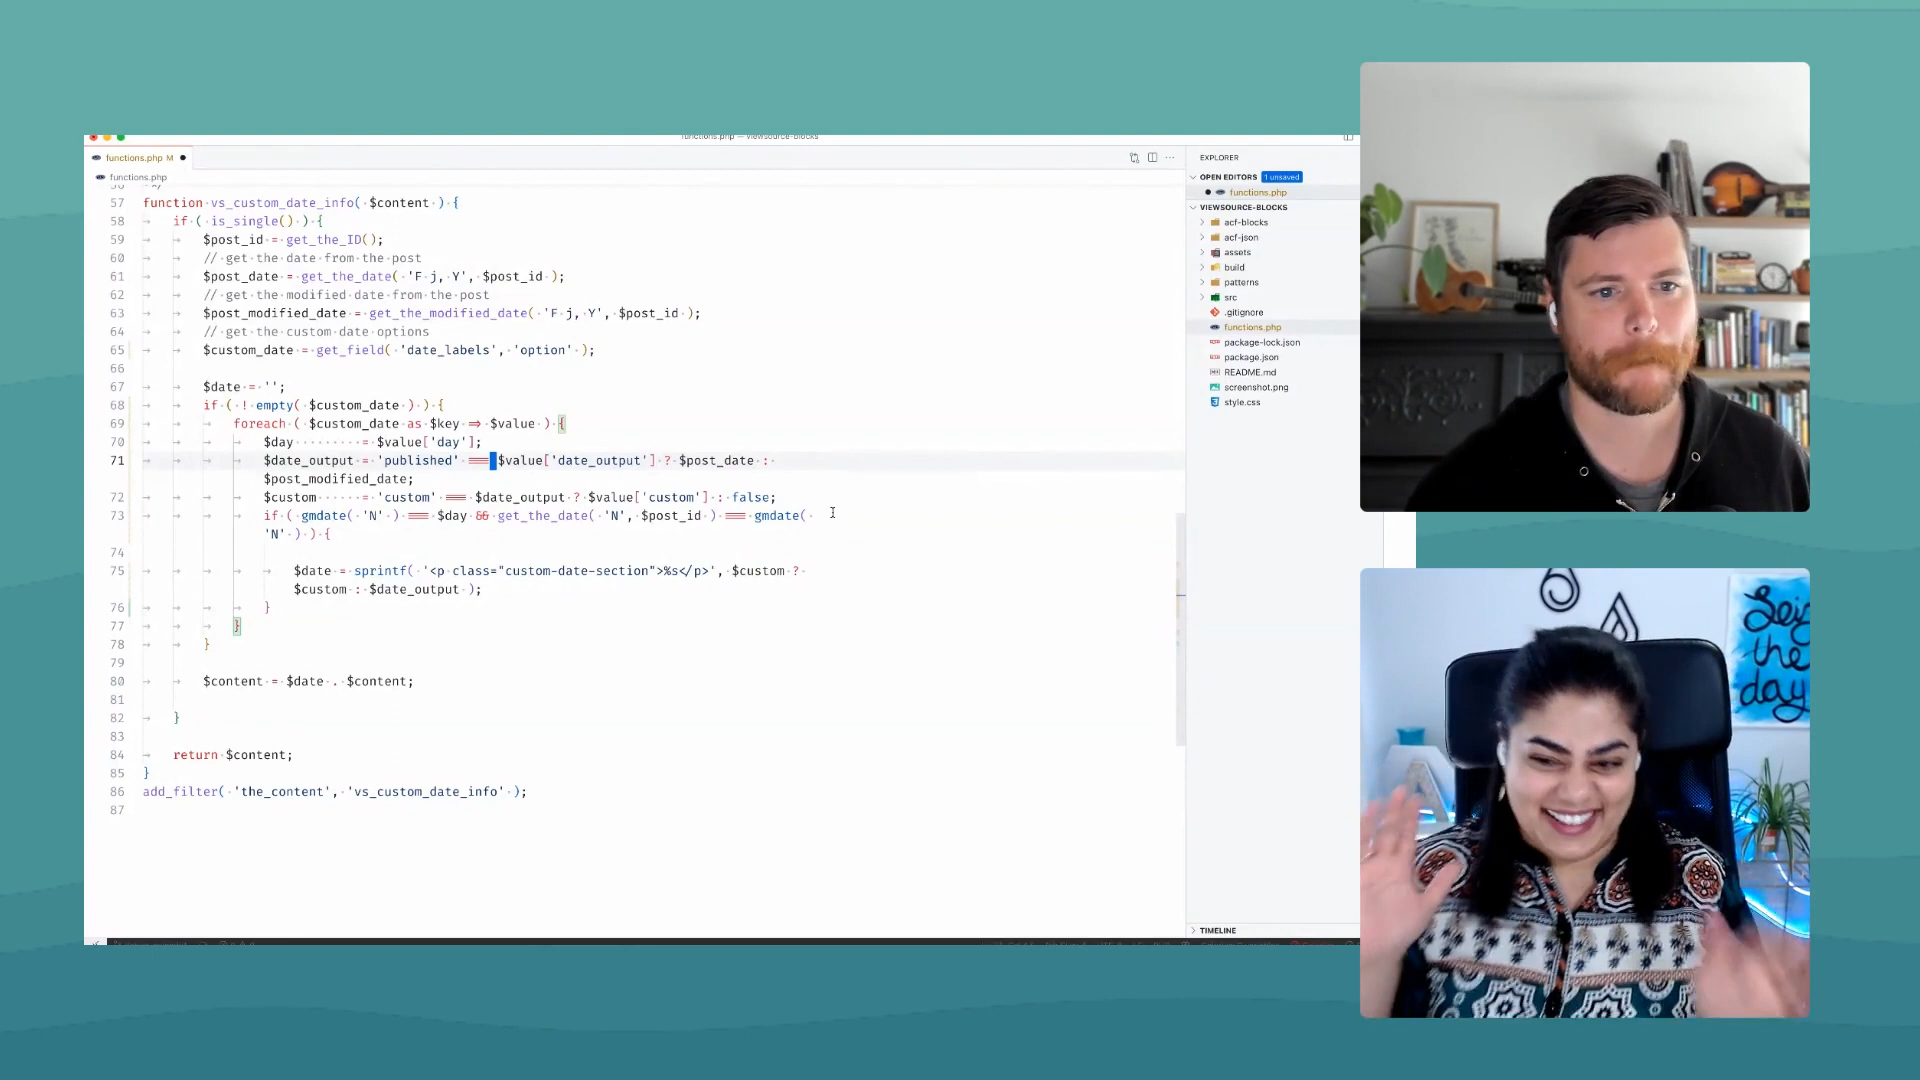 functions.php — viewsource-blocks
functions.php M
functions.php
57 function vs_custom_date_info( $content ) {
58 if ( is_single() ) {
59 $post_id = get_the_ID();
60 // get the date from the post
61 $post_date = get_the_date( 'F j, Y', $post_id );
62 // get the modified date from the post
63 $post_modified_date = get_the_modified_date( 'F j, Y', $post_id );
64 // get the custom date options
65 $custom_date = get_field( 'date_labels', 'option' );
66
67 $date = '';
68 if ( ! empty( $custom_date ) ) {
69 foreach ( $custom_date as $key => $value ) {
70 $day = $value['day'];
71 $date_output = 'published' === $value['date_output'] ? $post_date :
$post_modified_date;
72 $custom = 'custom' === $date_output ? $value['custom'] : false;
73 if ( gmdate( 'N' ) === $day && get_the_date( 'N', $post_id ) === gmdate(
'N' ) ) {
74
75 $date = sprintf( '<p class="custom-date-section">%s</p>', $custom ?
$custom : $date_output );
76 }
77 }
78 }
79
80 $content = $date . $content;
81
82 }
83
84 return $content;
85 }
86 add_filter( 'the_content', 'vs_custom_date_info' );
87
EXPLORER
OPEN EDITORS 1 unsaved
functions.php
VIEWSOURCE-BLOCKS
acf-blocks
acf-json
assets
build
patterns
src
.gitignore
functions.php
package-lock.json
package.json
README.md
screenshot.png
style.css
TIMELINE
Seiz
the
day